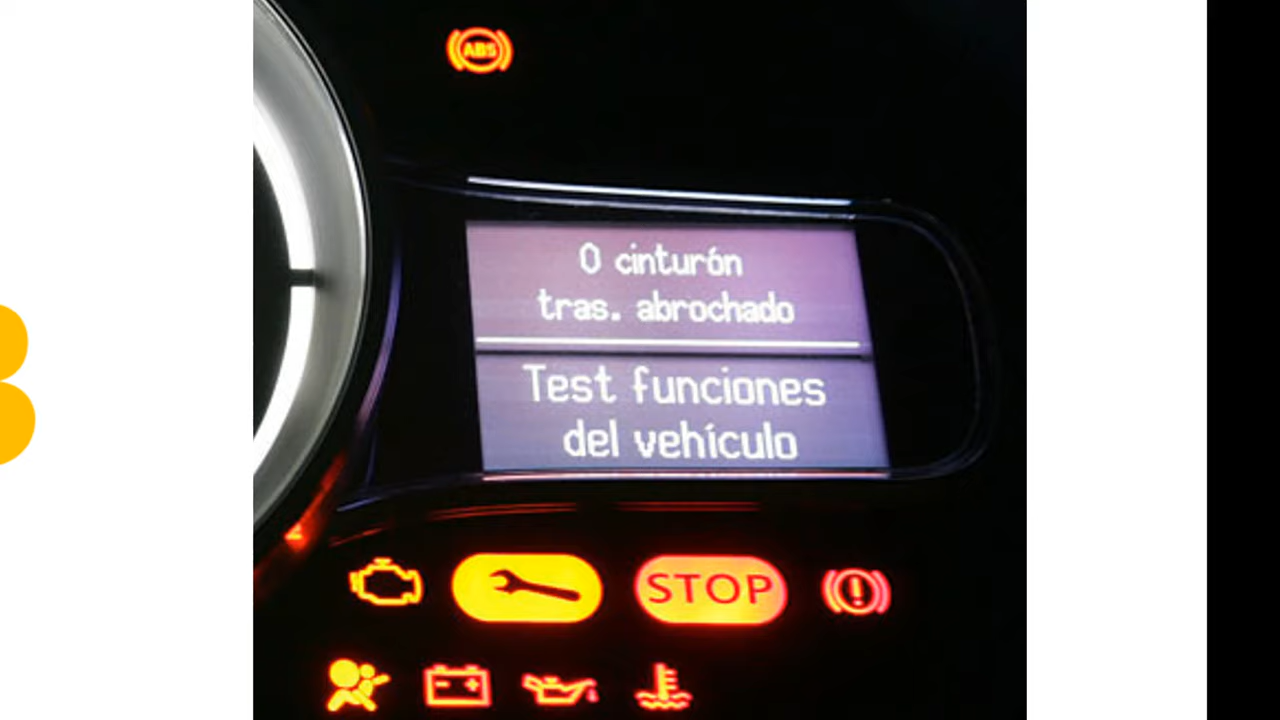 ABS
0 cinturón
tras. abrochado
Test funciones
del vehículo
STOP